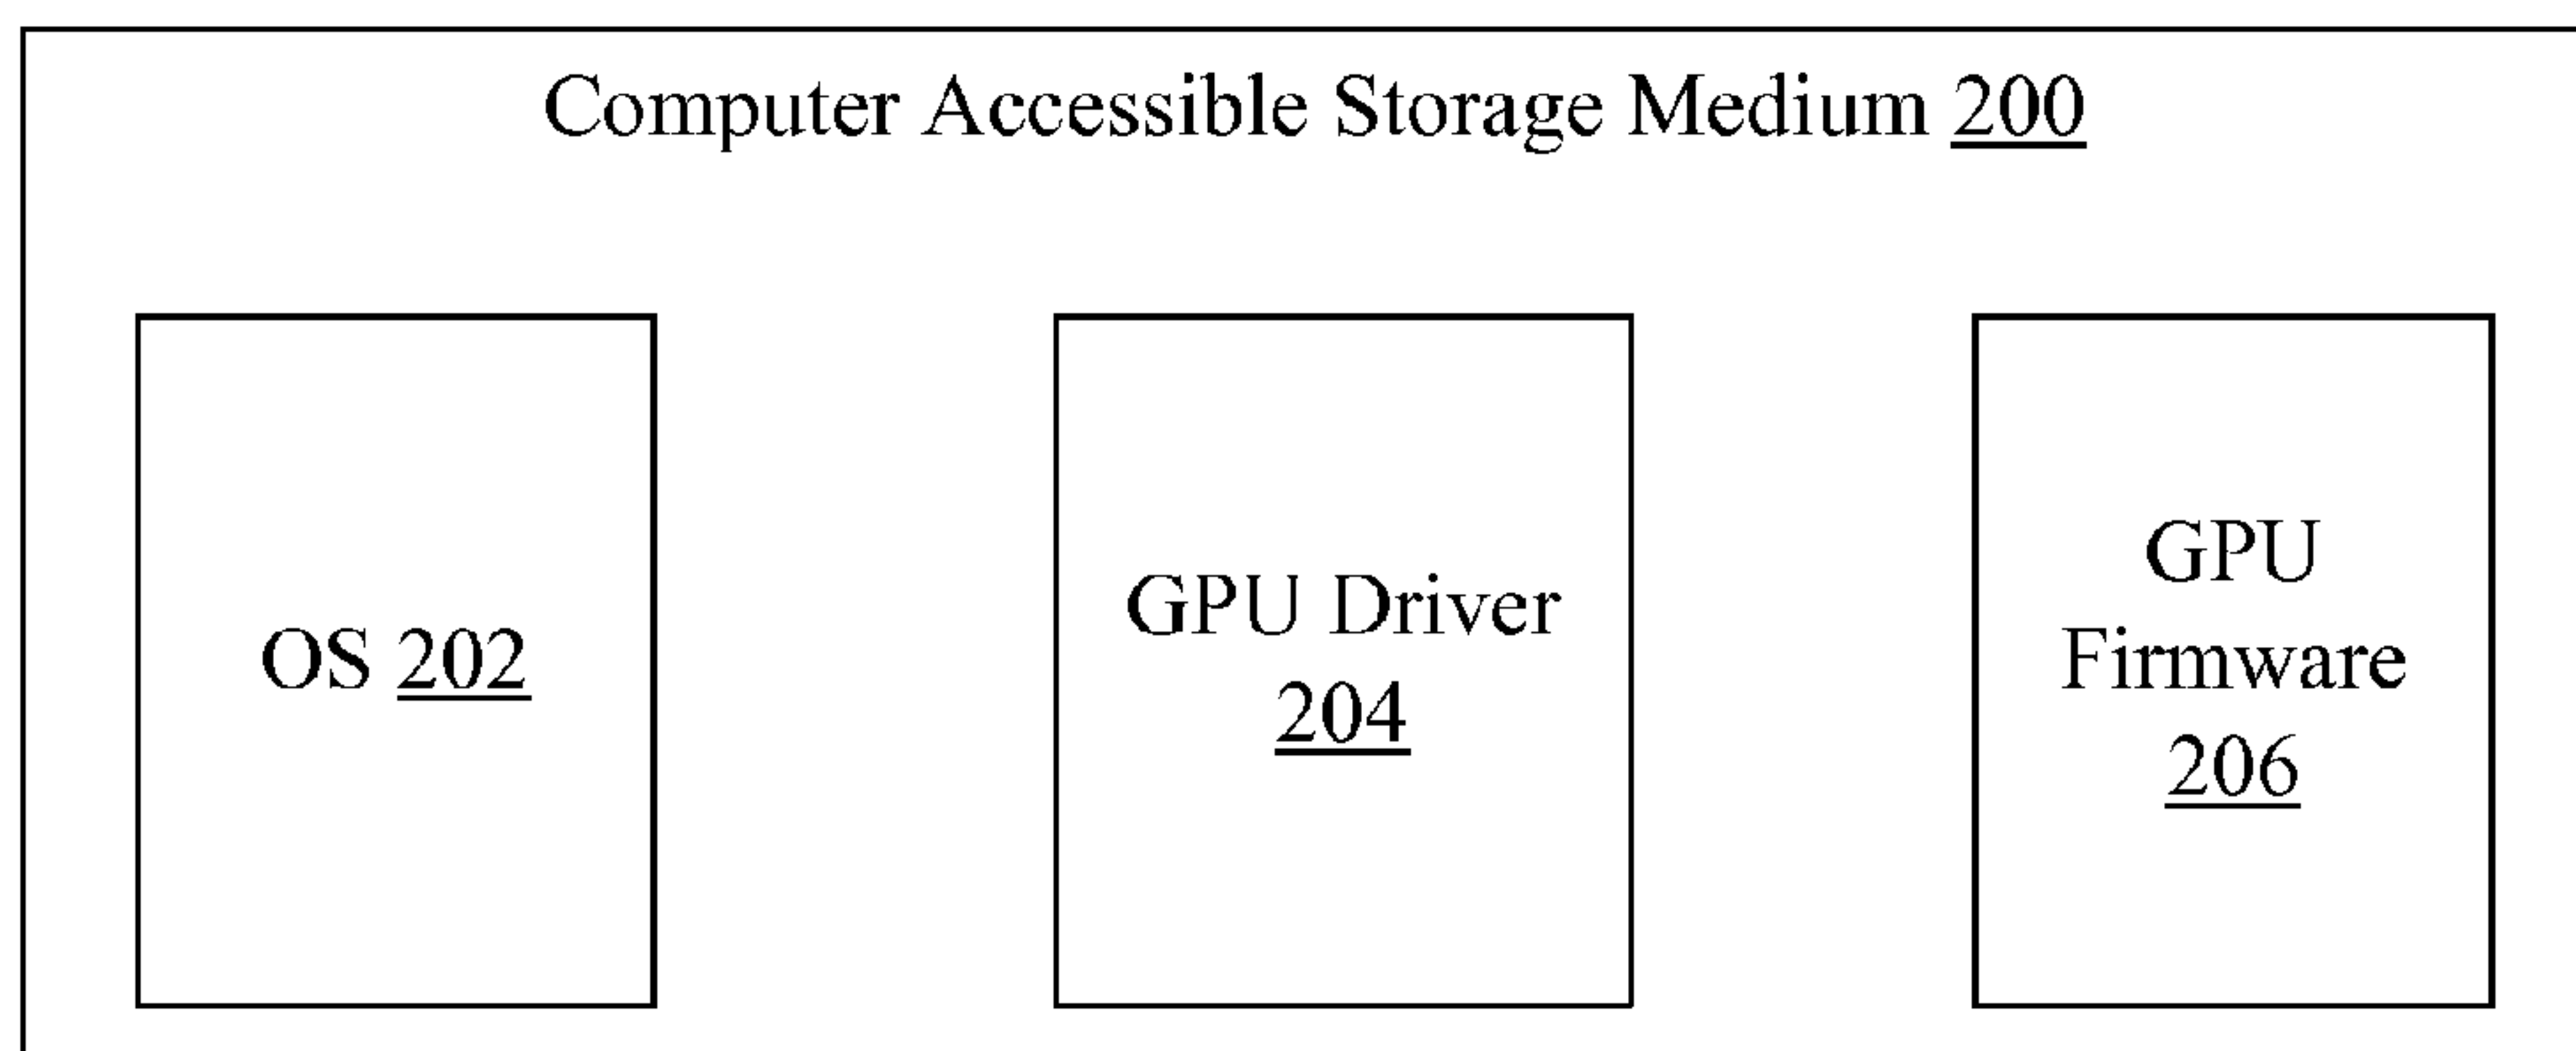 Computer Accessible Storage Medium 200
OS 202
GPU Driver
204
GPU
Firmware
206